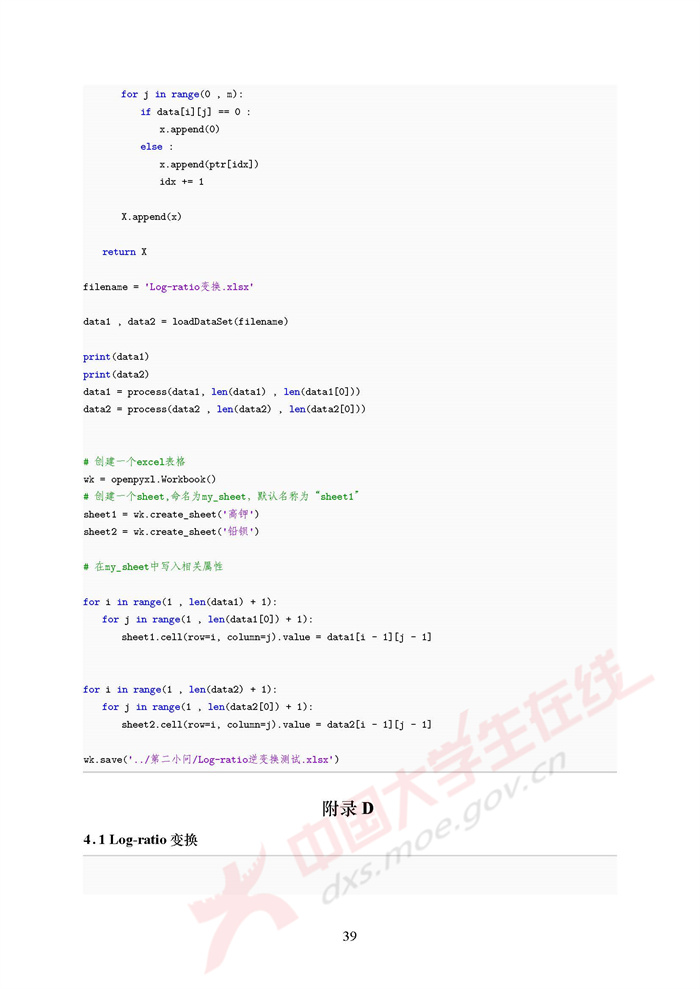 for j in range(0 , m):
if data[i][j] == 0 :
x.append(0)
else :
x.append(ptr[idx])
idx += 1
X.append(x)
return X
filename = 'Log-ratio变换.xlsx'
data1 , data2 = loadDataSet(filename)
print(data1)
print(data2)
data1 = process(data1, len(data1) , len(data1[0]))
data2 = process(data2 , len(data2) , len(data2[0]))
# 创建一个excel表格
wk = openpyxl.Workbook()
# 创建一个sheet,命名为my_sheet, 默认名称为“sheet1”
sheet1 = wk.create_sheet('高钾')
sheet2 = wk.create_sheet('铅钡')
# 在my_sheet中写入相关属性
for i in range(1 , len(data1) + 1):
for j in range(1 , len(data1[0]) + 1):
sheet1.cell(row=i, column=j).value = data1[i - 1][j - 1]
for i in range(1 , len(data2) + 1):
for j in range(1 , len(data2[0]) + 1):
sheet2.cell(row=i, column=j).value = data2[i - 1][j - 1]
wk.save('../第二小问/Log-ratio逆变换测试.xlsx')
附录 D
4.1 Log-ratio 变换
中国大学生在线
dxs.moe.gov.cn
39